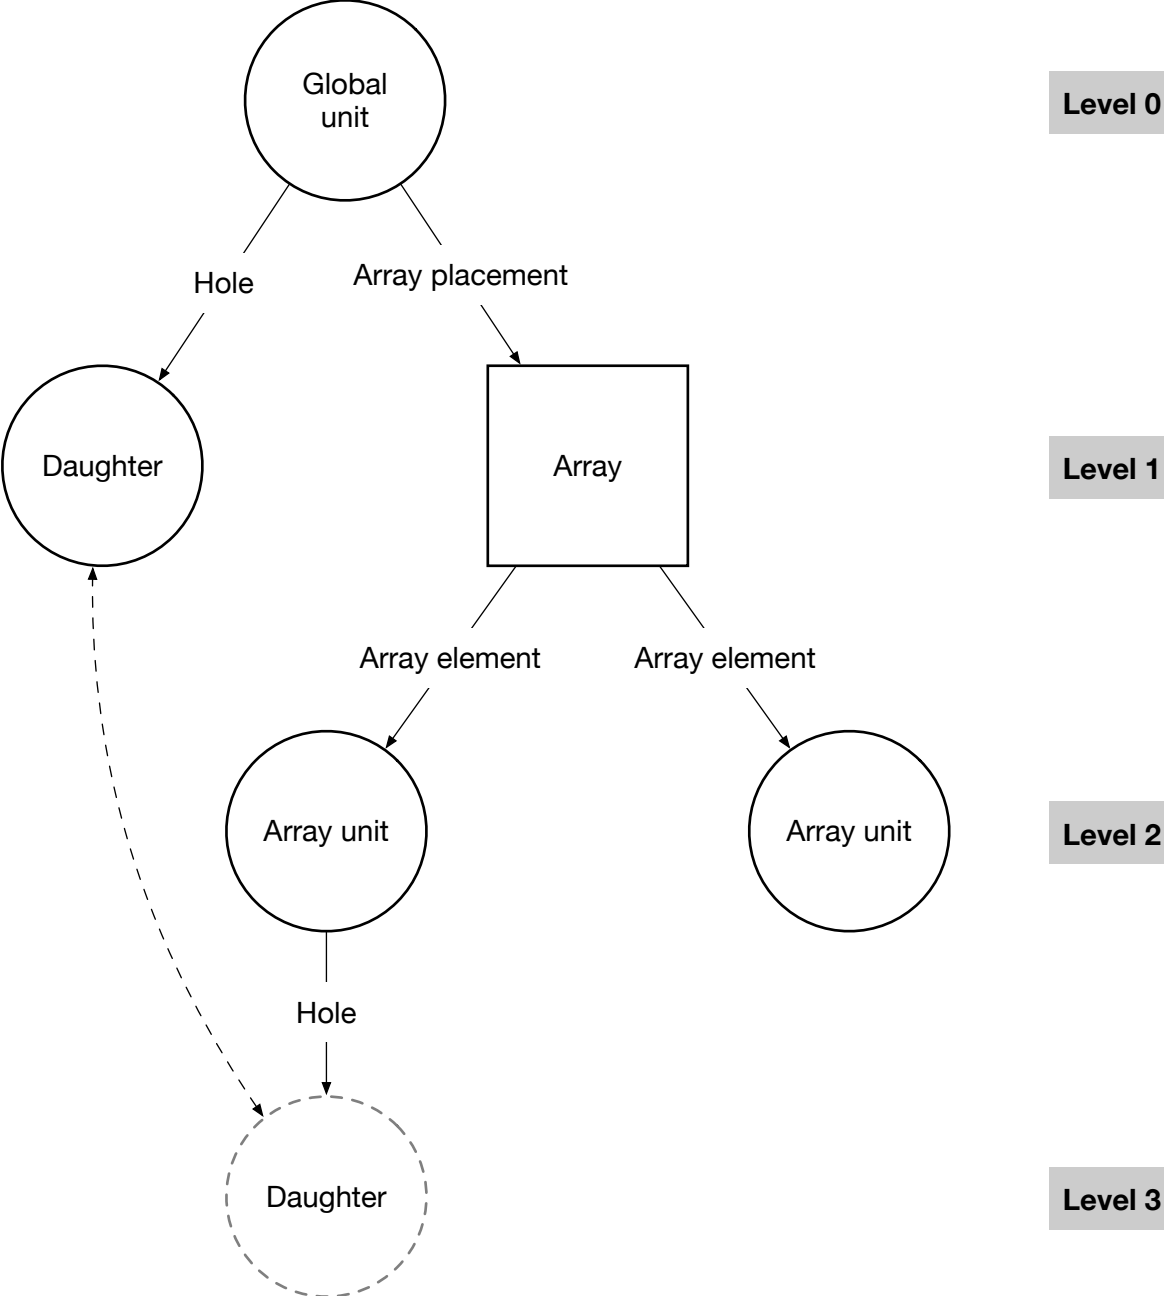 Global
unit
Level 0
Hole
Array placement
Daughter
Array
Level 1
Array element
Array element
Array unit
Array unit
Level 2
Hole
Daughter
Level 3